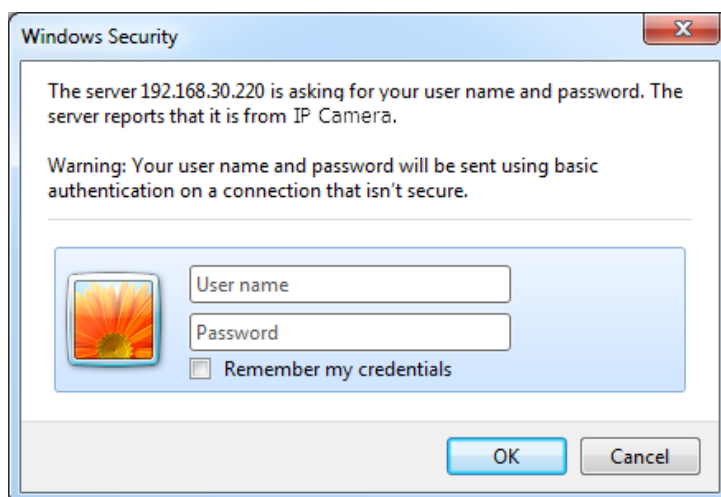 Windows Security
The server 192.168.30.220 is asking for your user name and password. The
server reports that it is from IP Camera.
Warning: Your user name and password will be sent using basic
authentication on a connection that isn't secure.
User name
Password
Remember my credentials
OK Cancel